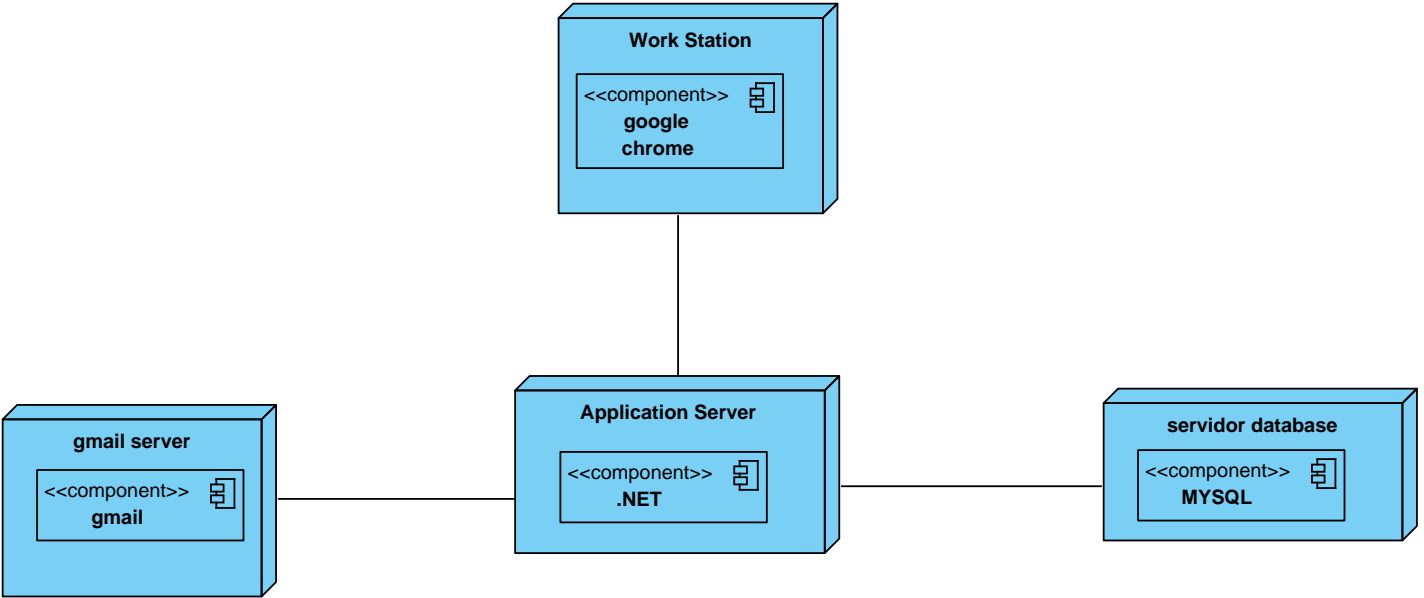 Work Station
<<component>>
google
chrome
Application Server
<<component>>
.NET
gmail server
<<component>>
gmail
servidor database
<<component>>
MYSQL